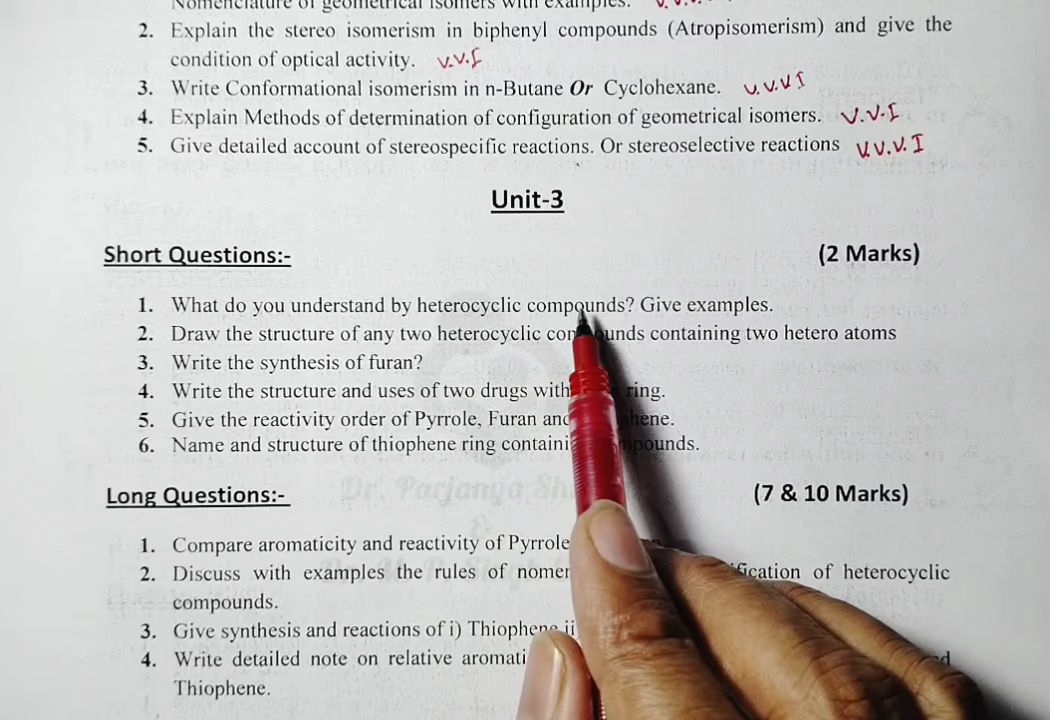 Nomenclature of geometrical isomers with examples.
2. Explain the stereo isomerism in biphenyl compounds (Atropisomerism) and give the
condition of optical activity. v.v.I
3. Write Conformational isomerism in n-Butane Or Cyclohexane. v.v.v I
4. Explain Methods of determination of configuration of geometrical isomers. V.V.I
5. Give detailed account of stereospecific reactions. Or stereoselective reactions V.V.V.I
Unit-3
Short Questions:- (2 Marks)
1. What do you understand by heterocyclic compounds? Give examples.
2. Draw the structure of any two heterocyclic containing two hetero atoms
3. Write the synthesis of furan?
4. Write the structure and uses of two drugs with ring.
5. Give the reactivity order of Pyrrole, Furan
6. Name and structure of thiophene ring
Long Questions:- (7 & 10 Marks)
1. Compare aromaticity and reactivity of Pyrrole
2. Discuss with examples the rules of of heterocyclic
compounds.
3. Give synthesis and reactions of i) Thiophene
4. Write detailed note on relative
Thiophene.